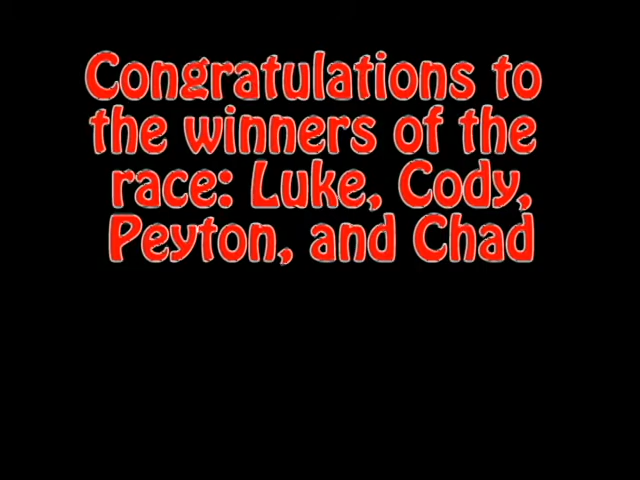 Congratulations to
the winners of the
race: Luke, Cody,
Peyton, and Chad